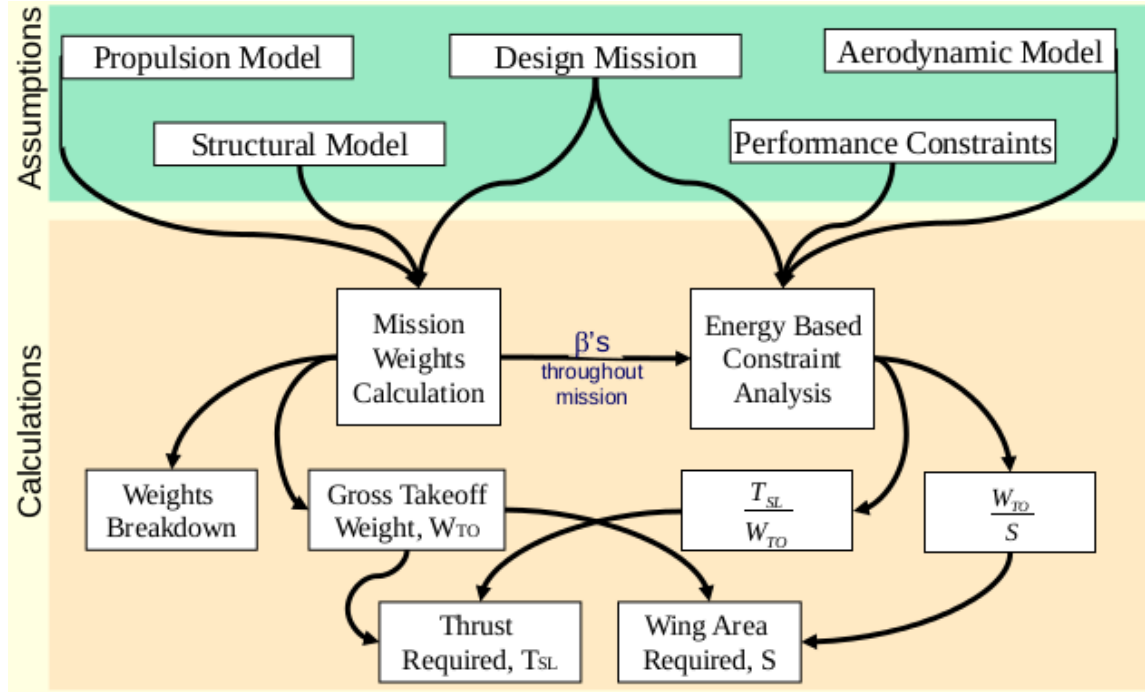 Assumptions
Propulsion Model
Design Mission
Aerodynamic Model
Structural Model
Performance Constraints
Calculations
Mission
Weights
Calculation
β's
throughout
mission
Energy Based
Constraint
Analysis
Weights
Breakdown
Gross Takeoff
Weight, WTO
TSL
WTO
WTO
S
Thrust
Required, TSL
Wing Area
Required, S